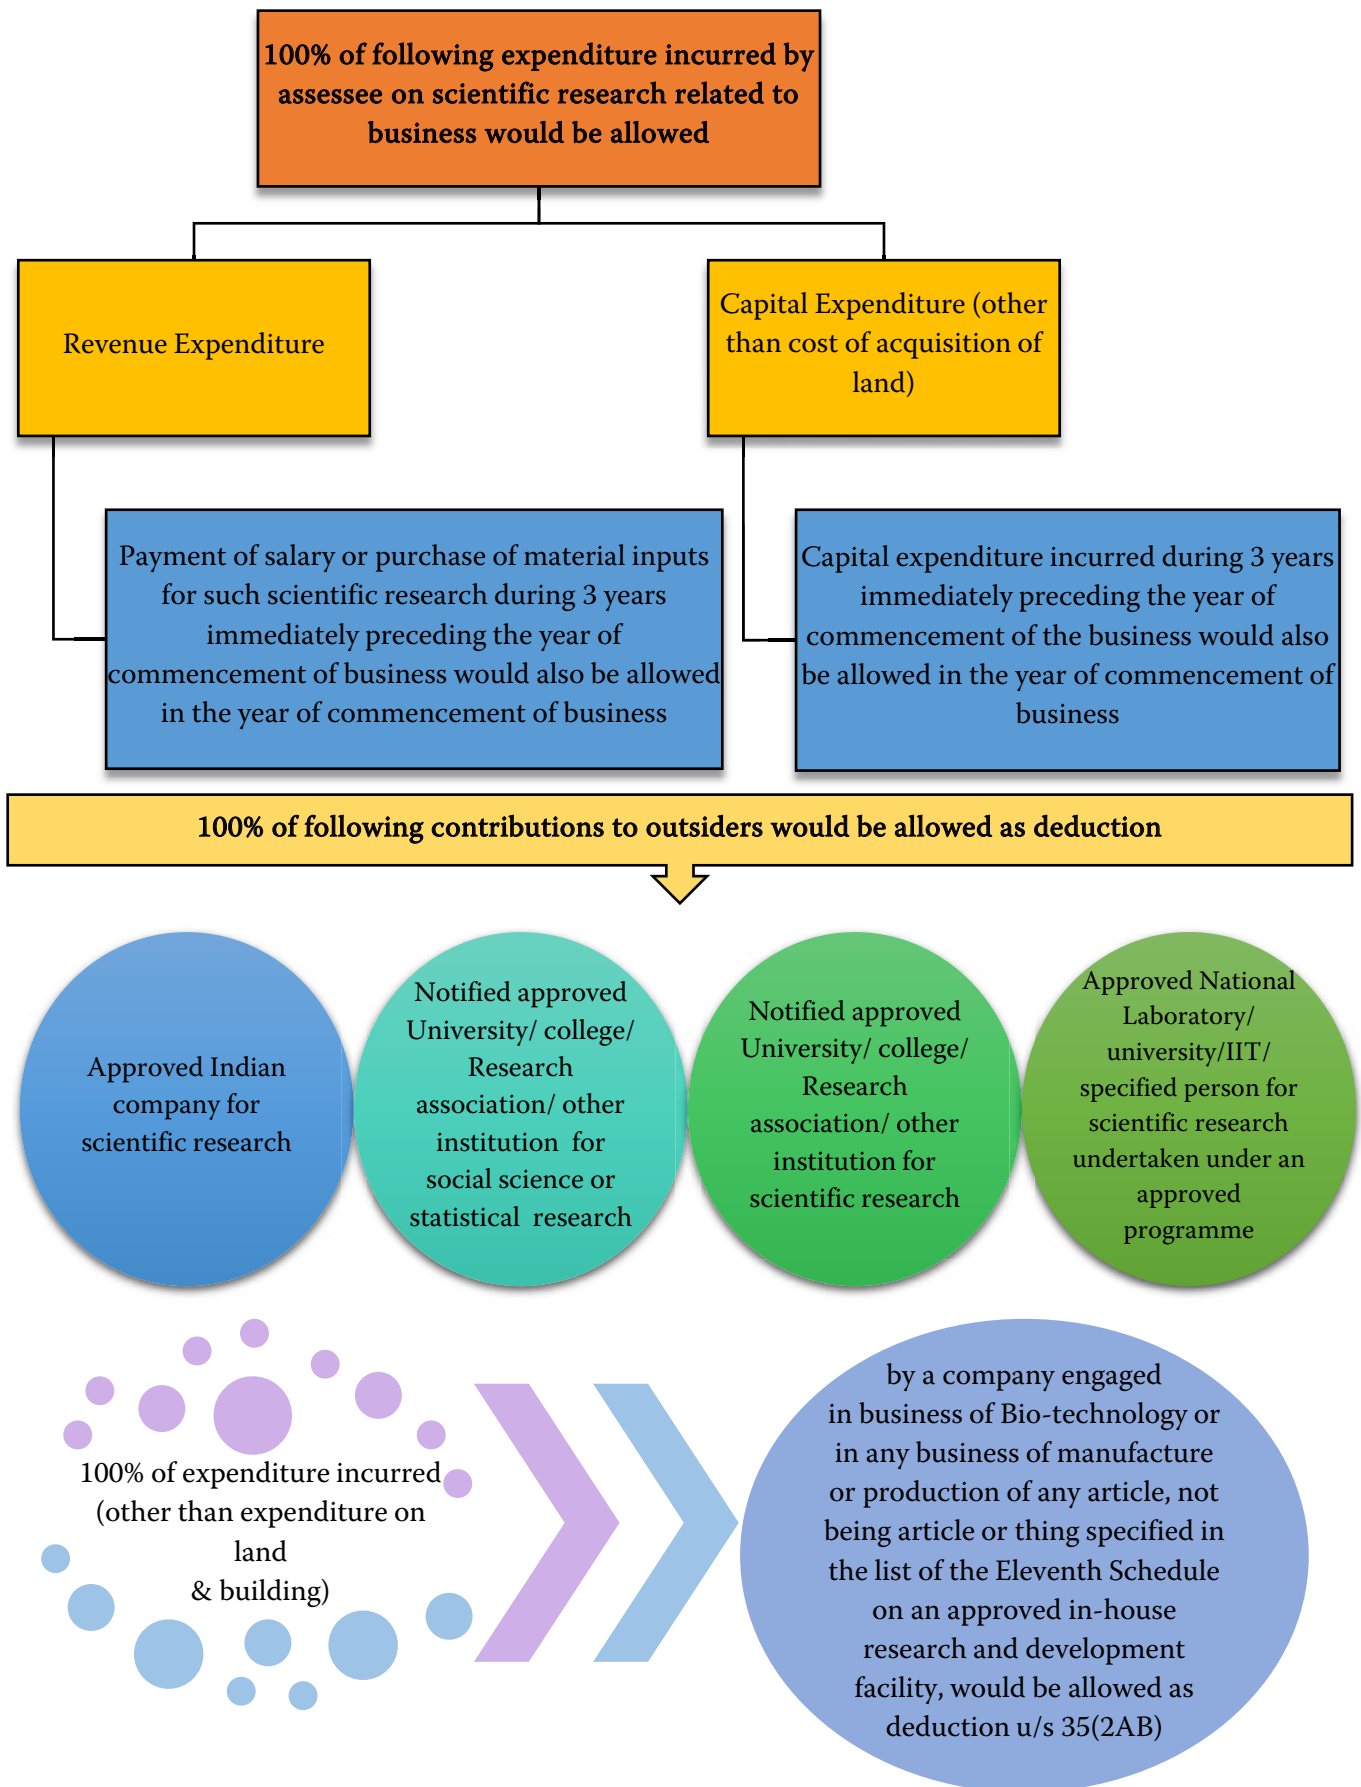 100% of following expenditure incurred by
assessee on scientific research related to
business would be allowed
Revenue Expenditure
Capital Expenditure (other
than cost of acquisition of
land)
Payment of salary or purchase of material inputs
for such scientific research during 3 years
immediately preceding the year of
commencement of business would also be allowed
in the year of commencement of business
Capital expenditure incurred during 3 years
immediately preceding the year of
commencement of the business would also
be allowed in the year of commencement of
business
100% of following contributions to outsiders would be allowed as deduction
Approved Indian
company for
scientific research
Notified approved
University/ college/
Research
association/ other
institution for
social science or
statistical research
Notified approved
University/ college/
Research
association/ other
institution for
scientific research
Approved National
Laboratory/
university/IIT/
specified person for
scientific research
undertaken under an
approved
programme
100% of expenditure incurred
(other than expenditure on
land
& building)
by a company engaged
in business of Bio-technology or
in any business of manufacture
or production of any article, not
being article or thing specified in
the list of the Eleventh Schedule
on an approved in-house
research and development
facility, would be allowed as
deduction u/s 35(2AB)